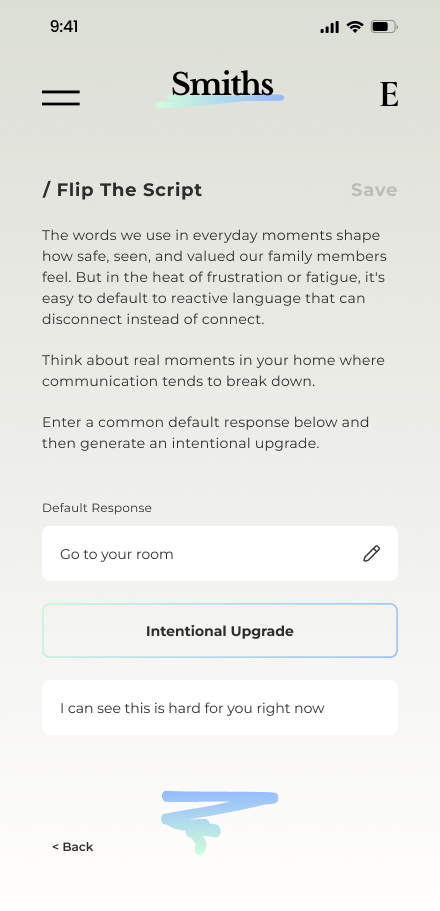 9:41
Smiths
E
/ Flip The Script
Save
The words we use in everyday moments shape
how safe, seen, and valued our family members
feel. But in the heat of frustration or fatigue, it's
easy to default to reactive language that can
disconnect instead of connect.
Think about real moments in your home where
communication tends to break down.
Enter a common default response below and
then generate an intentional upgrade.
Default Response
Go to your room
Intentional Upgrade
I can see this is hard for you right now
< Back